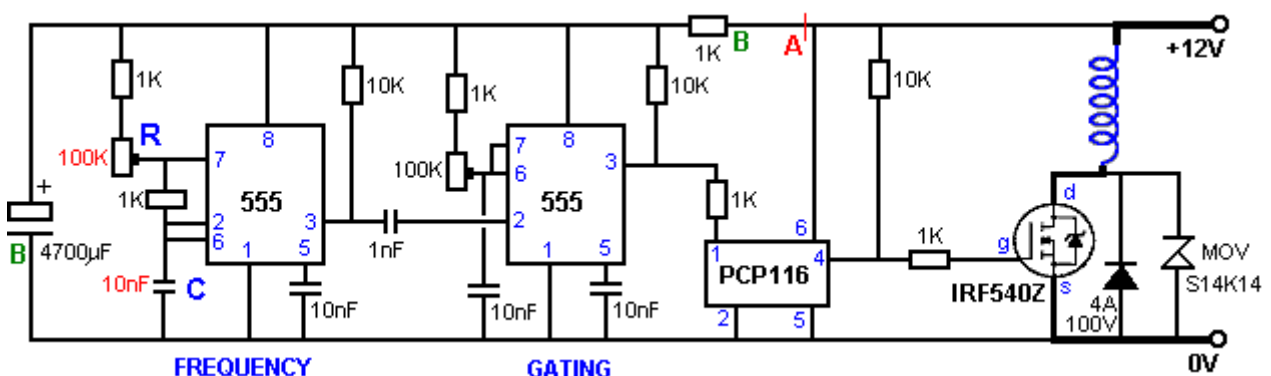 +12V
1K
B
A
1K
10K
1K
10K
10K
R
100K
7
8
555
3
2
6
1
5
1K
10nF
C
10nF
+
4700µF
B
1nF
100K
7
6
8
555
3
2
1
5
10nF
10nF
1K
1
6
PCP116
4
2
5
1K
g
d
s
IRF540Z
4A
100V
MOV
S14K14
FREQUENCY
GATING
0V